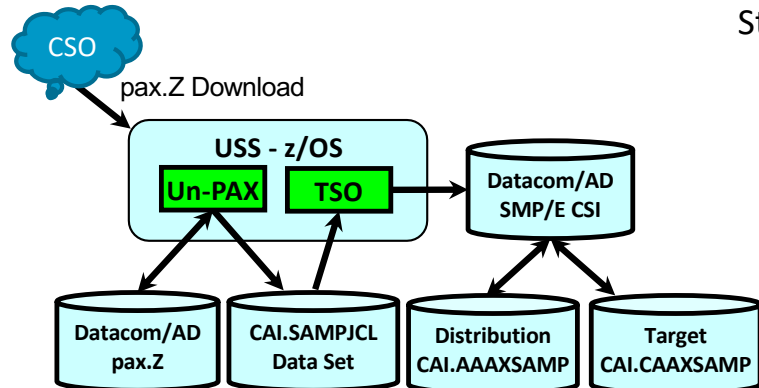 CSO
St
pax.Z Download
USS - z/OS
Un-PAX
TSO
Datacom/AD
SMP/E CSI
Datacom/AD
pax.Z
CAI.SAMPJCL
Data Set
Distribution
CAI.AAAXSAMP
Target
CAI.CAAXSAMP